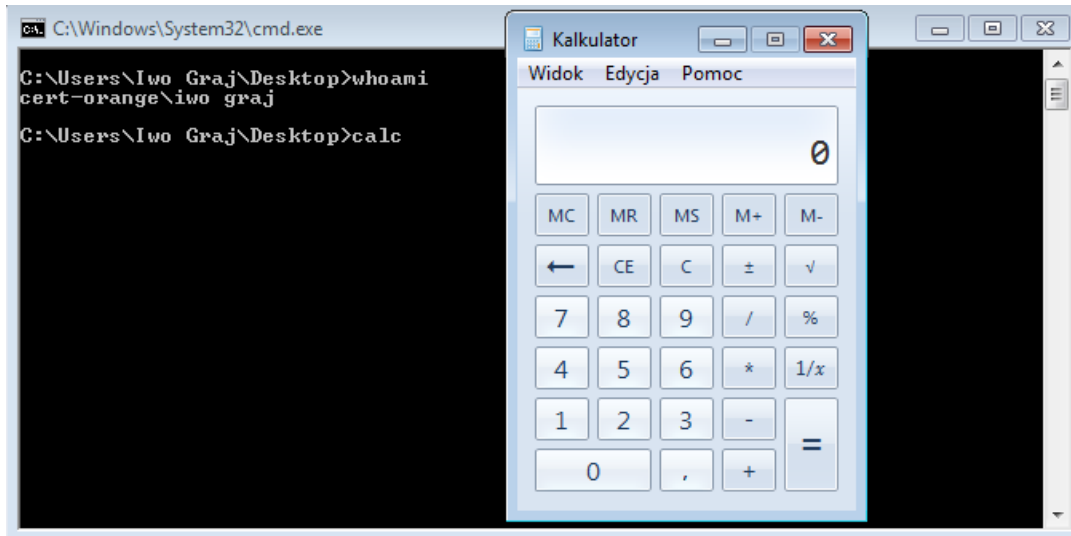 C:\Windows\System32\cmd.exe
C:\Users\Iwo Graj\Desktop>whoami
cert-orange\iwo graj
C:\Users\Iwo Graj\Desktop>calc
Kalkulator
Widok Edycja Pomoc
0
MC MR MS M+ M-
← CE C ± √
7 8 9 / %
4 5 6 * 1/x
1 2 3 - =
0 , +